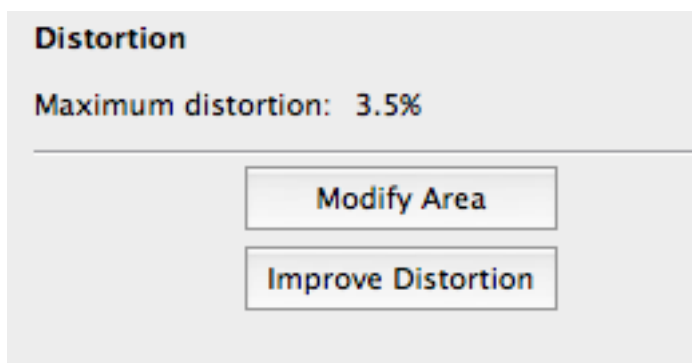 Distortion
Maximum distortion: 3.5%
Modify Area
Improve Distortion